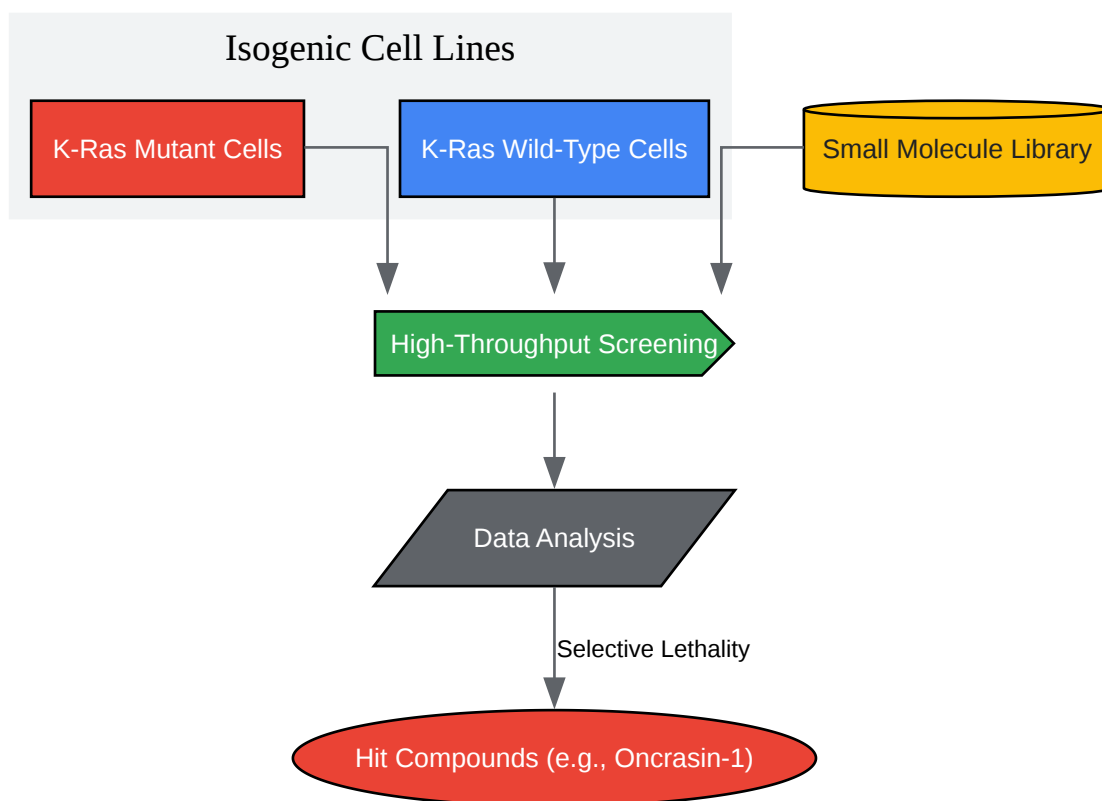 Isogenic Cell Lines
K-Ras Mutant Cells
K-Ras Wild-Type Cells
Small Molecule Library
High-Throughput Screening
Data Analysis
Selective Lethality
Hit Compounds (e.g., Oncrasin-1)